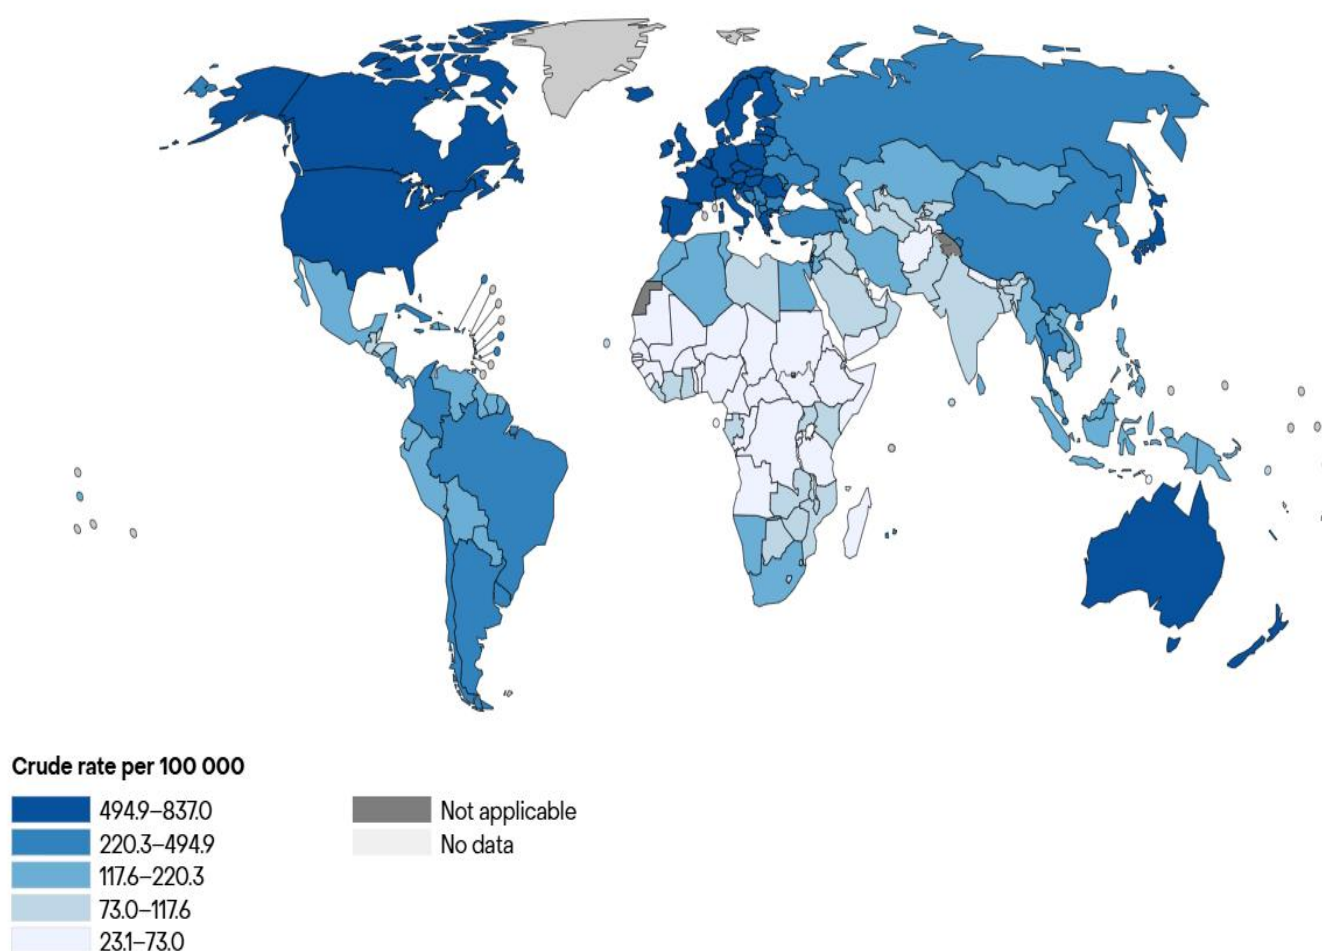 Crude rate per 100 000
494.9–837.0
220.3–494.9
117.6–220.3
73.0–117.6
23.1–73.0
Not applicable
No data